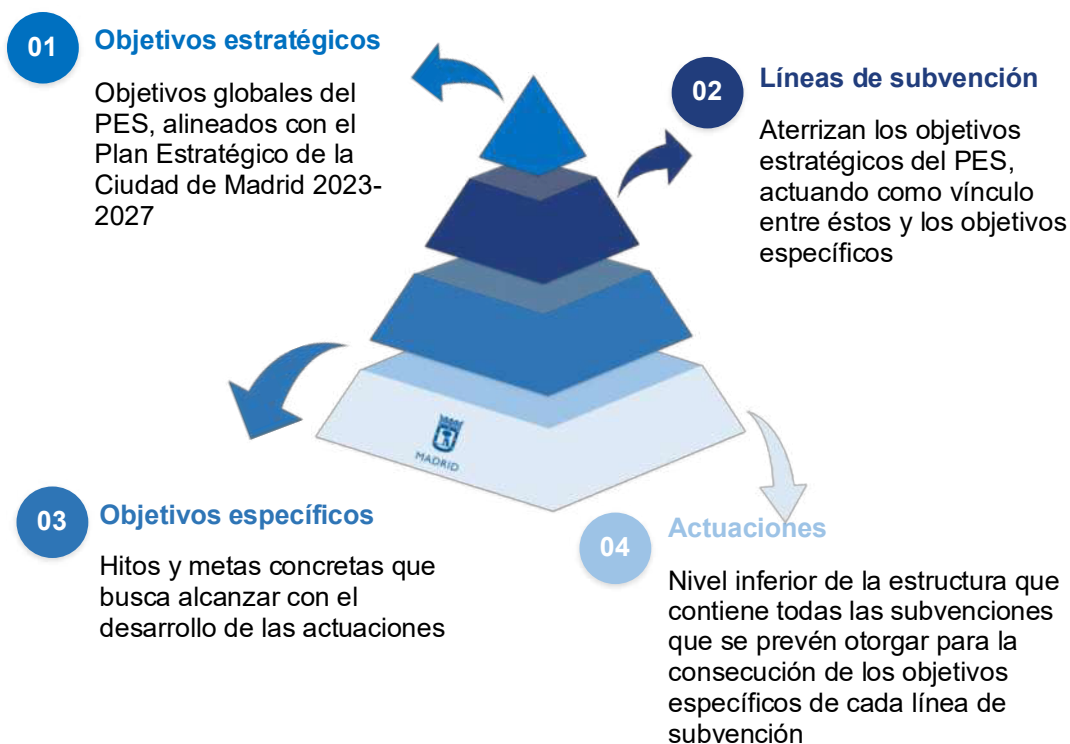 01
Objetivos estratégicos
Objetivos globales del
PES, alineados con el
Plan Estratégico de la
Ciudad de Madrid 2023-
2027
02
Líneas de subvención
Aterrizan los objetivos
estratégicos del PES,
actuando como vínculo
entre éstos y los objetivos
específicos
MADRID
03
Objetivos específicos
Hitos y metas concretas que
busca alcanzar con el
desarrollo de las actuaciones
04
Actuaciones
Nivel inferior de la estructura que
contiene todas las subvenciones
que se prevén otorgar para la
consecución de los objetivos
específicos de cada línea de
subvención